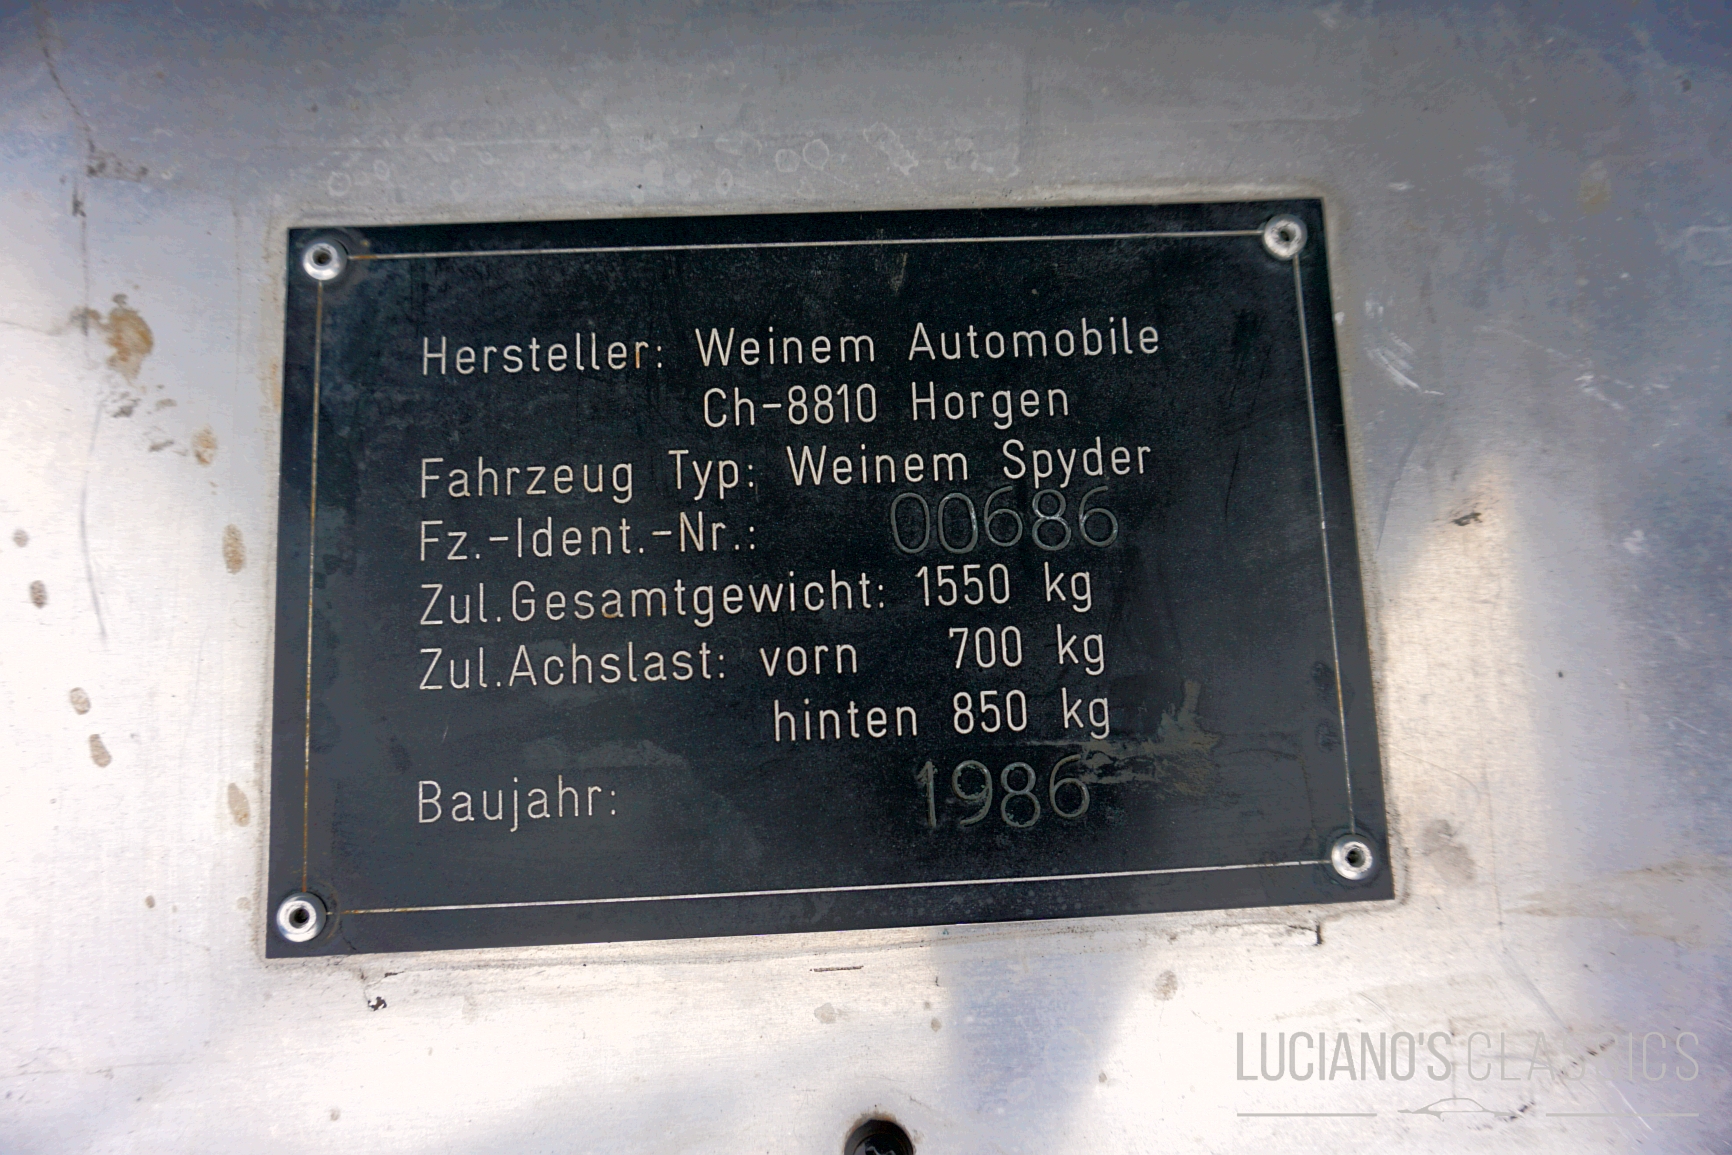 Hersteller: Weinem Automobile
Ch-8810 Horgen
Fahrzeug Typ: Weinem Spyder
Fz.-Ident.-Nr.: 00686
Zul.Gesamtgewicht: 1550 kg
Zul.Achslast: vorn 700 kg
hinten 850 kg
Baujahr: 1986
LUCIANO'S CLASSICS